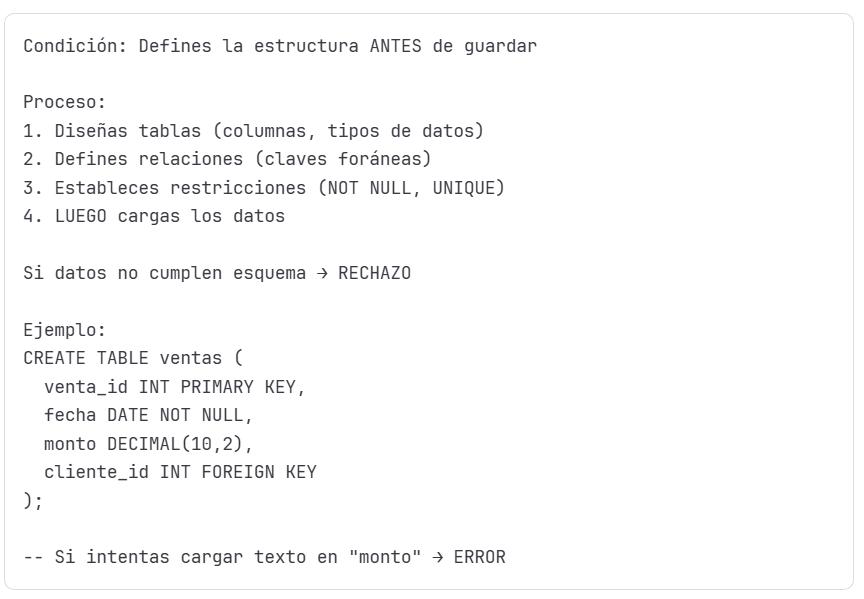 Condición: Defines la estructura ANTES de guardar
Proceso:
1. Diseñas tablas (columnas, tipos de datos)
2. Defines relaciones (claves foráneas)
3. Estableces restricciones (NOT NULL, UNIQUE)
4. LUEGO cargas los datos
Si datos no cumplen esquema → RECHAZO
Ejemplo:
CREATE TABLE ventas (
  venta_id INT PRIMARY KEY,
  fecha DATE NOT NULL,
  monto DECIMAL(10,2),
  cliente_id INT FOREIGN KEY
);
-- Si intentas cargar texto en "monto" → ERROR